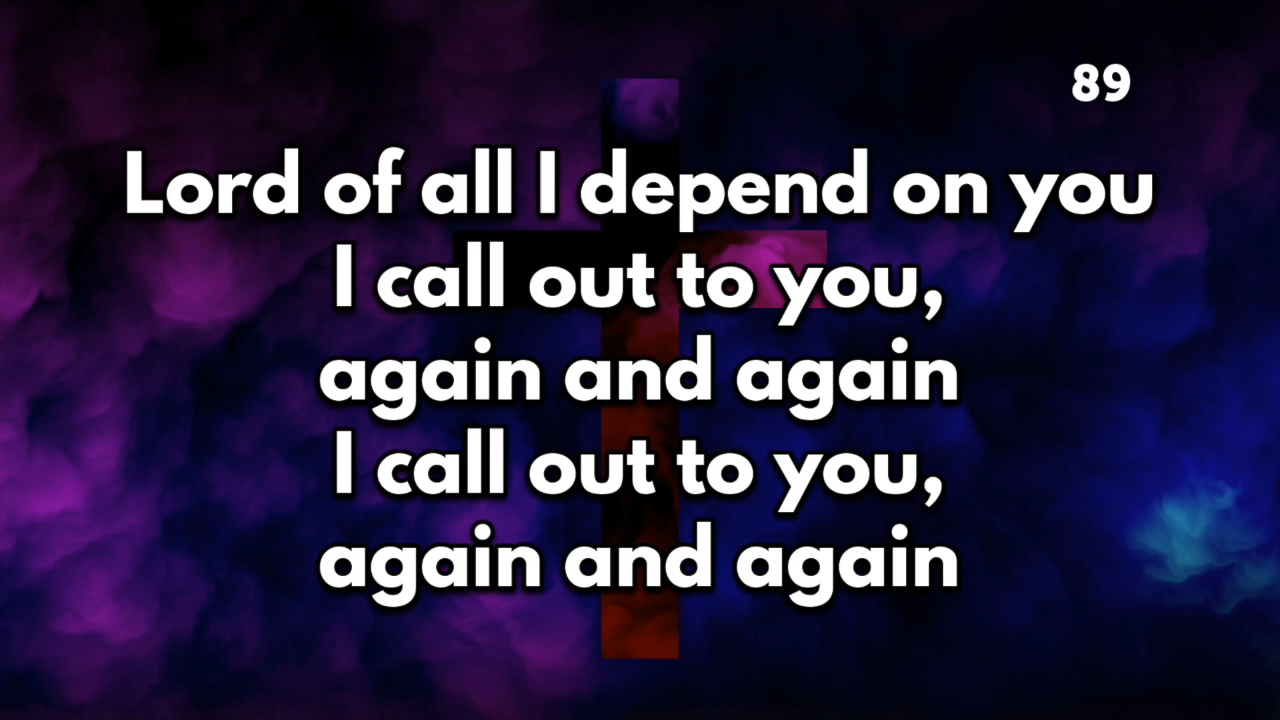 89
Lord of all I depend on you
I call out to you,
again and again
I call out to you,
again and again